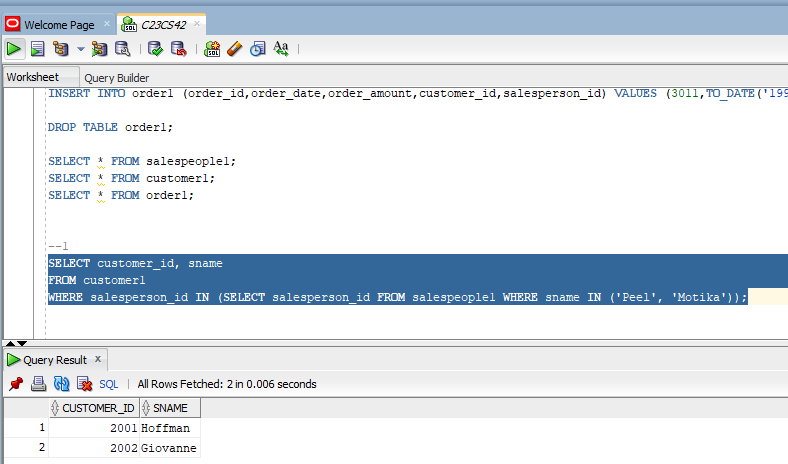 Welcome Page C23CS42
Worksheet Query Builder
INSERT INTO order1 (order_id,order_date,order_amount,customer_id,salesperson_id) VALUES (3011,TO_DATE('199
DROP TABLE order1;
SELECT * FROM salespeople1;
SELECT * FROM customer1;
SELECT * FROM order1;
--1
SELECT customer_id, sname
FROM customer1
WHERE salesperson_id IN (SELECT salesperson_id FROM salespeople1 WHERE sname IN ('Peel', 'Motika'));
Query Result x
SQL | All Rows Fetched: 2 in 0.006 seconds
CUSTOMER_ID SNAME
1 2001 Hoffman
2 2002 Giovanne